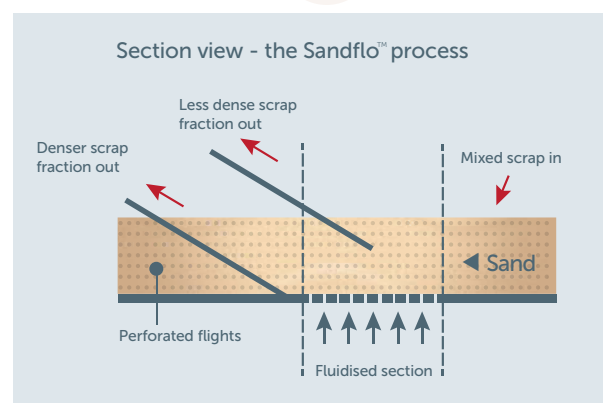 Section view - the Sandflo™ process
Less dense scrap
fraction out
Denser scrap
fraction out
Mixed scrap in
Sand
Perforated flights
Fluidised section